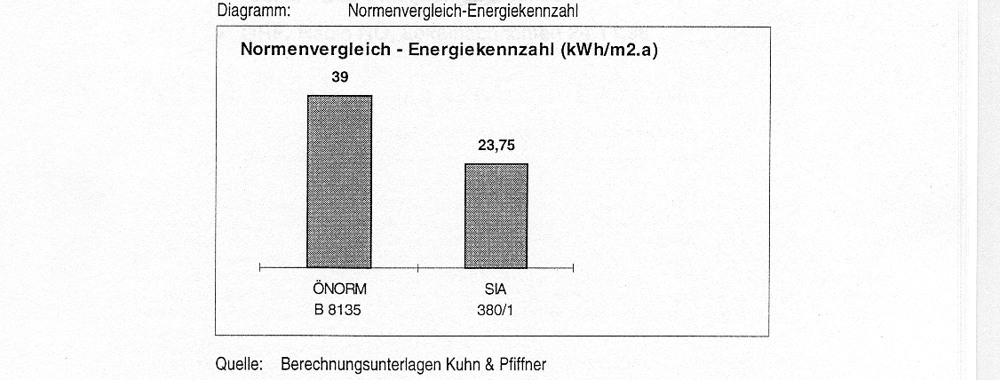 Diagramm: Normenvergleich-Energiekennzahl
Normenvergleich - Energiekennzahl (kWh/m2.a)
39
23,75
ÖNORM SIA
B 8135 380/1
Quelle: Berechnungsunterlagen Kuhn & Pfiffner